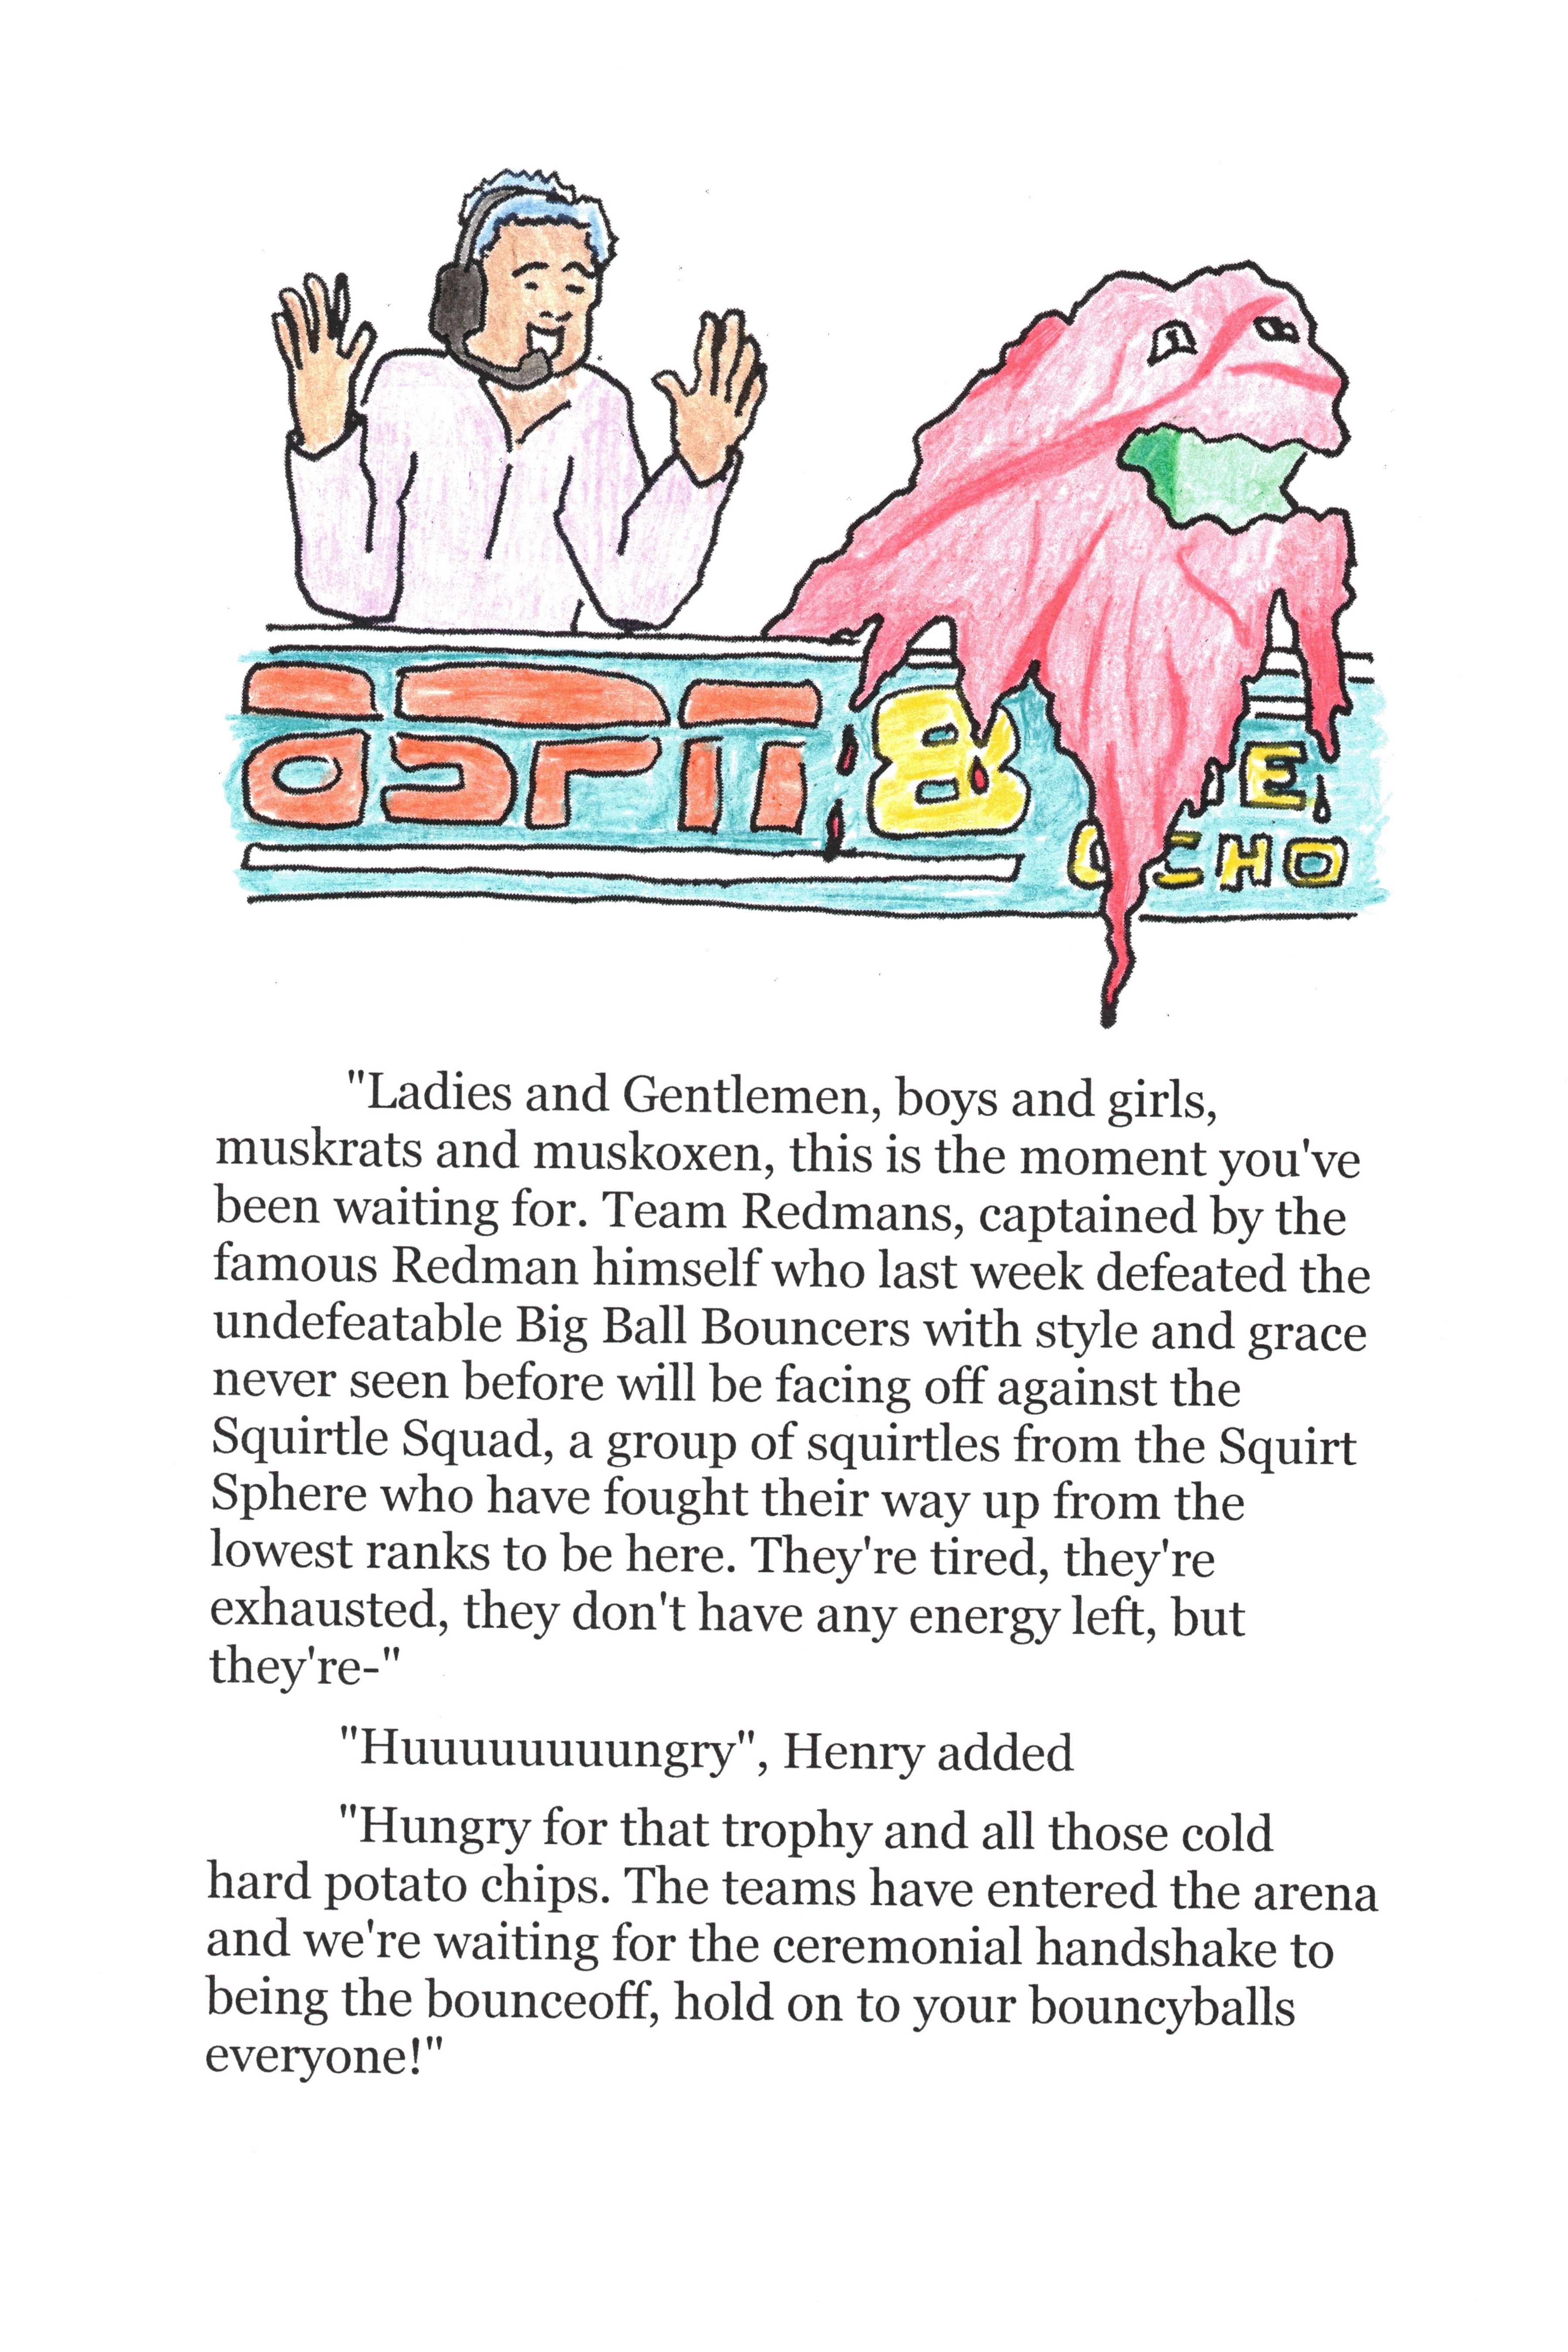 OSPN 8
E
OCHO
"Ladies and Gentlemen, boys and girls,
muskrats and muskoxen, this is the moment you've
been waiting for. Team Redmans, captained by the
famous Redman himself who last week defeated the
undefeatable Big Ball Bouncers with style and grace
never seen before will be facing off against the
Squirtle Squad, a group of squirtles from the Squirt
Sphere who have fought their way up from the
lowest ranks to be here. They're tired, they're
exhausted, they don't have any energy left, but
they're-"
"Huuuuuuuuungry", Henry added
"Hungry for that trophy and all those cold
hard potato chips. The teams have entered the arena
and we're waiting for the ceremonial handshake to
being the bounceoff, hold on to your bouncyballs
everyone!"